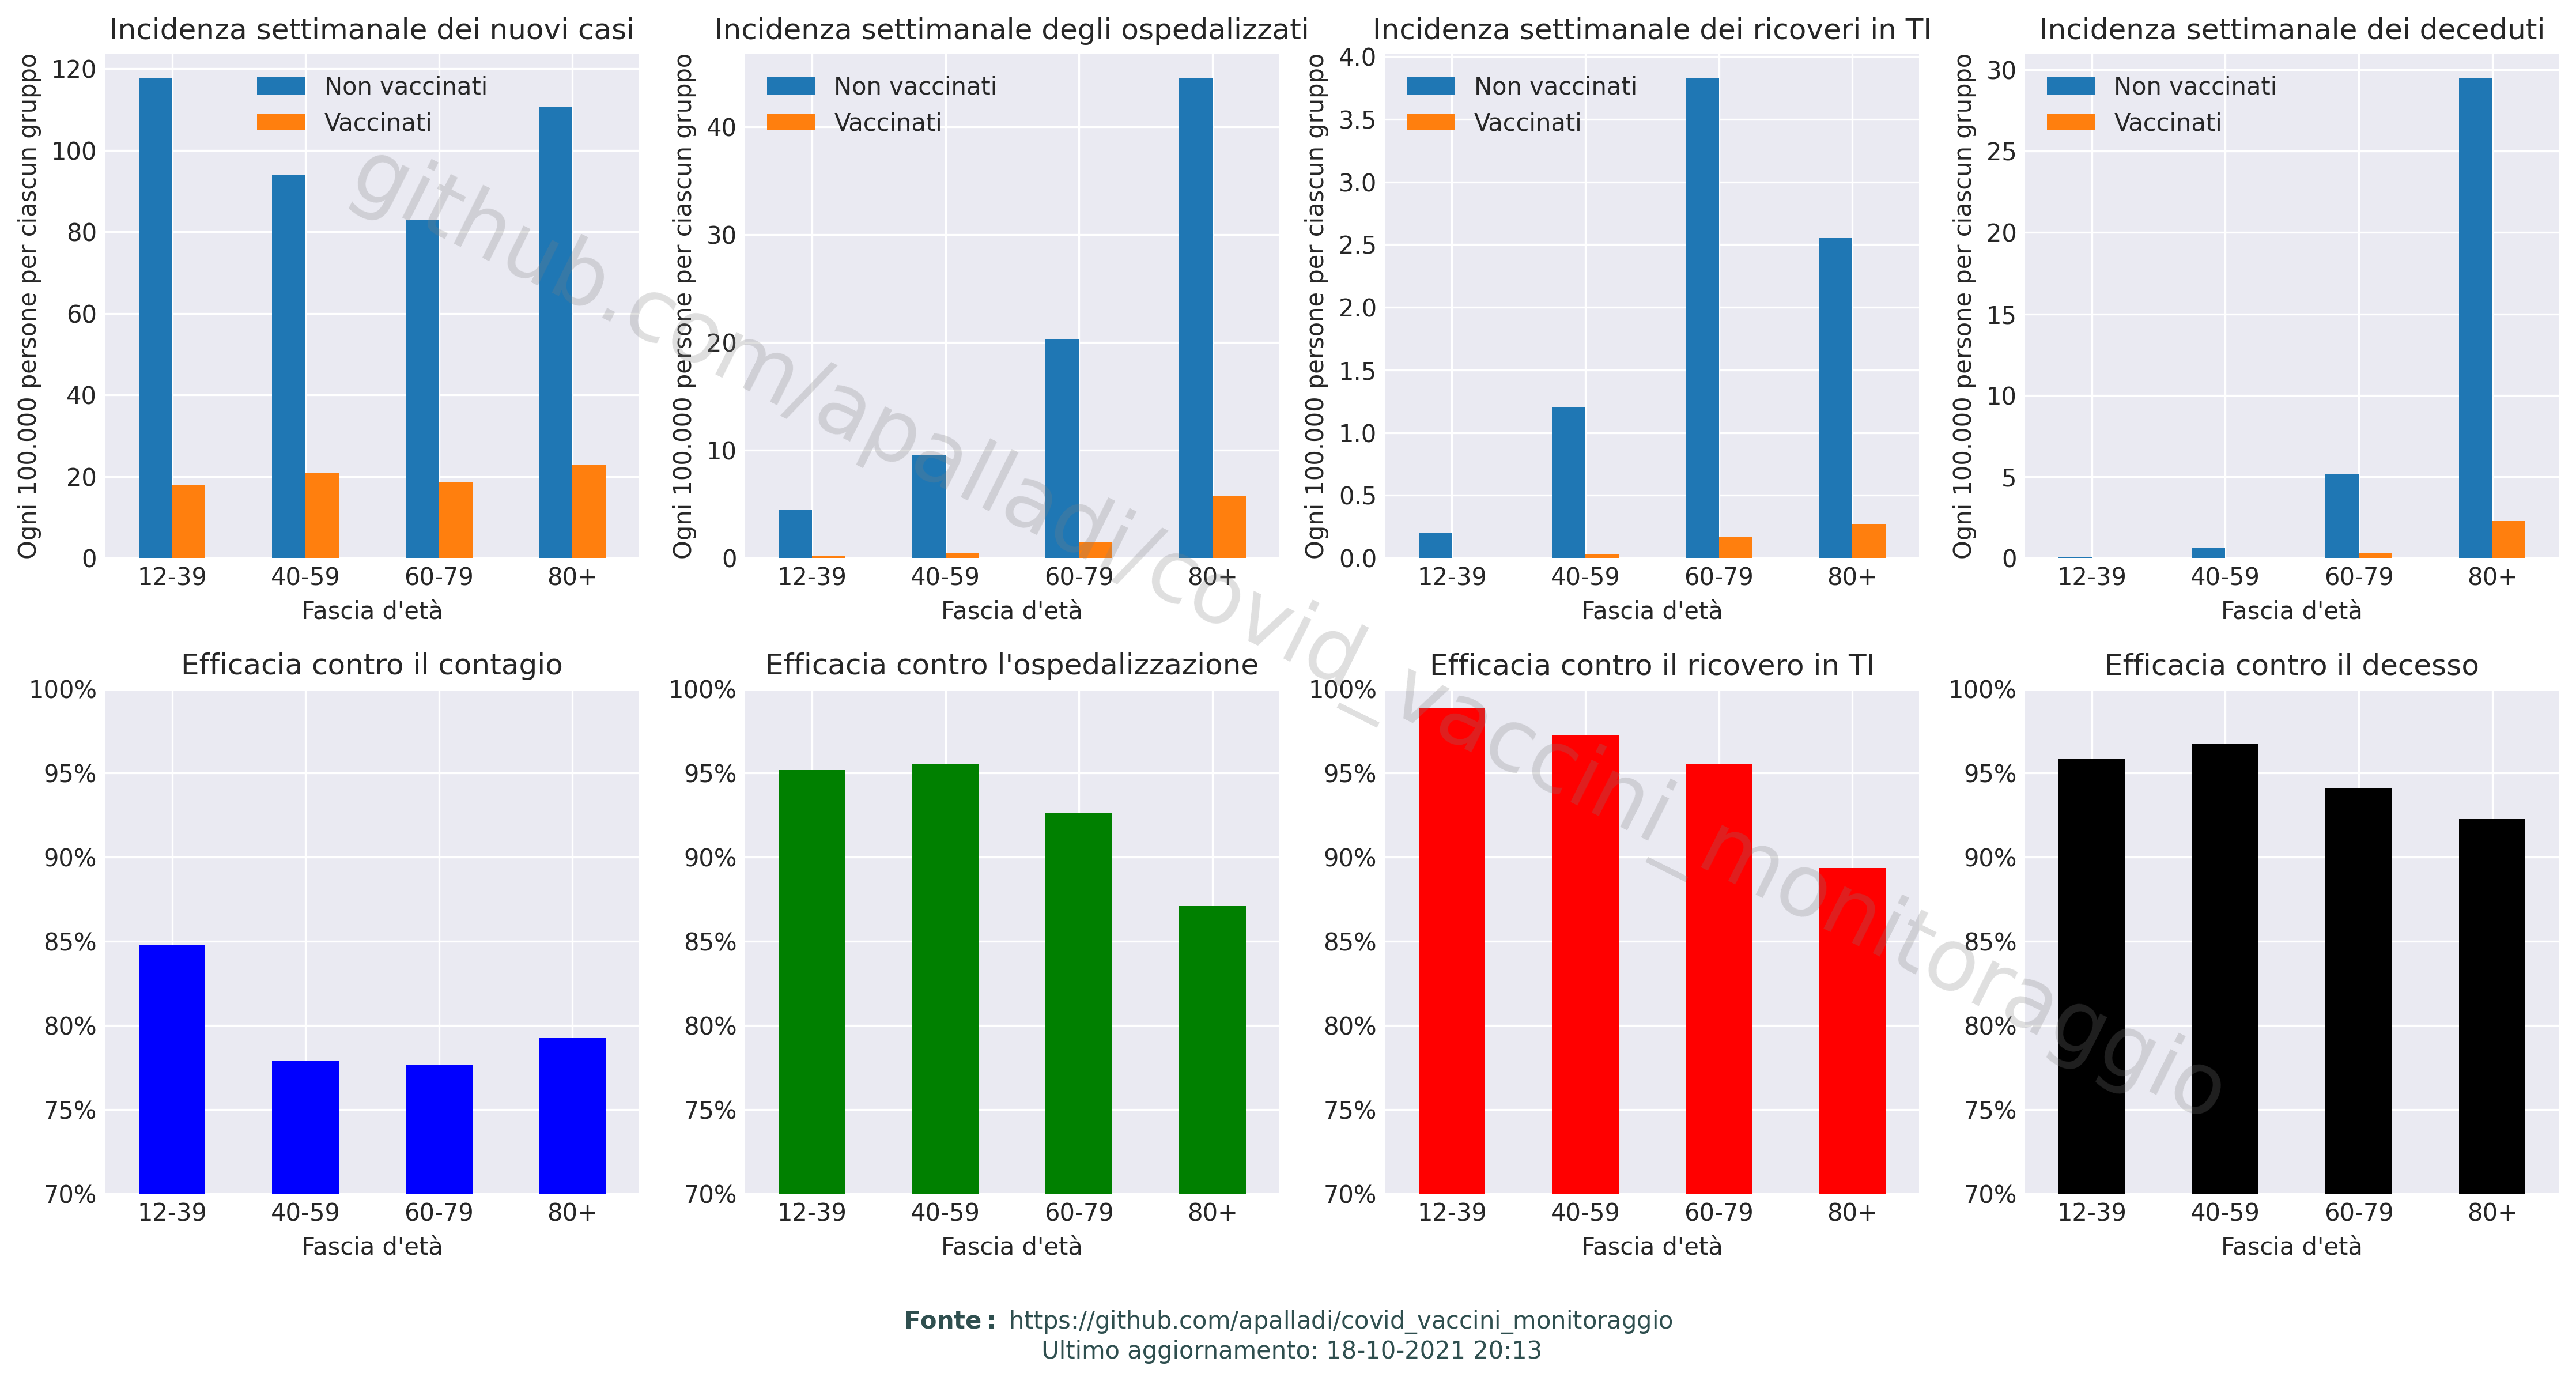 Incidenza settimanale dei nuovi casi
Ogni 100.000 persone per ciascun gruppo
120
100
80
60
40
20
0
Non vaccinati
Vaccinati
12-39 40-59 60-79 80+
Fascia d'età
Incidenza settimanale degli ospedalizzati
Ogni 100.000 persone per ciascun gruppo
40
30
20
10
0
Non vaccinati
Vaccinati
12-39 40-59 60-79 80+
Fascia d'età
Incidenza settimanale dei ricoveri in TI
Ogni 100.000 persone per ciascun gruppo
4.0
3.5
3.0
2.5
2.0
1.5
1.0
0.5
0.0
Non vaccinati
Vaccinati
12-39 40-59 60-79 80+
Fascia d'età
Incidenza settimanale dei deceduti
Ogni 100.000 persone per ciascun gruppo
30
25
20
15
10
5
0
Non vaccinati
Vaccinati
12-39 40-59 60-79 80+
Fascia d'età
Efficacia contro il contagio
100%
95%
90%
85%
80%
75%
70%
12-39 40-59 60-79 80+
Fascia d'età
Efficacia contro l'ospedalizzazione
100%
95%
90%
85%
80%
75%
70%
12-39 40-59 60-79 80+
Fascia d'età
Efficacia contro il ricovero in TI
100%
95%
90%
85%
80%
75%
70%
12-39 40-59 60-79 80+
Fascia d'età
Efficacia contro il decesso
100%
95%
90%
85%
80%
75%
70%
12-39 40-59 60-79 80+
Fascia d'età
github.com/apalladi/covid_vaccini_monitoraggio
Fonte: https://github.com/apalladi/covid_vaccini_monitoraggio
Ultimo aggiornamento: 18-10-2021 20:13